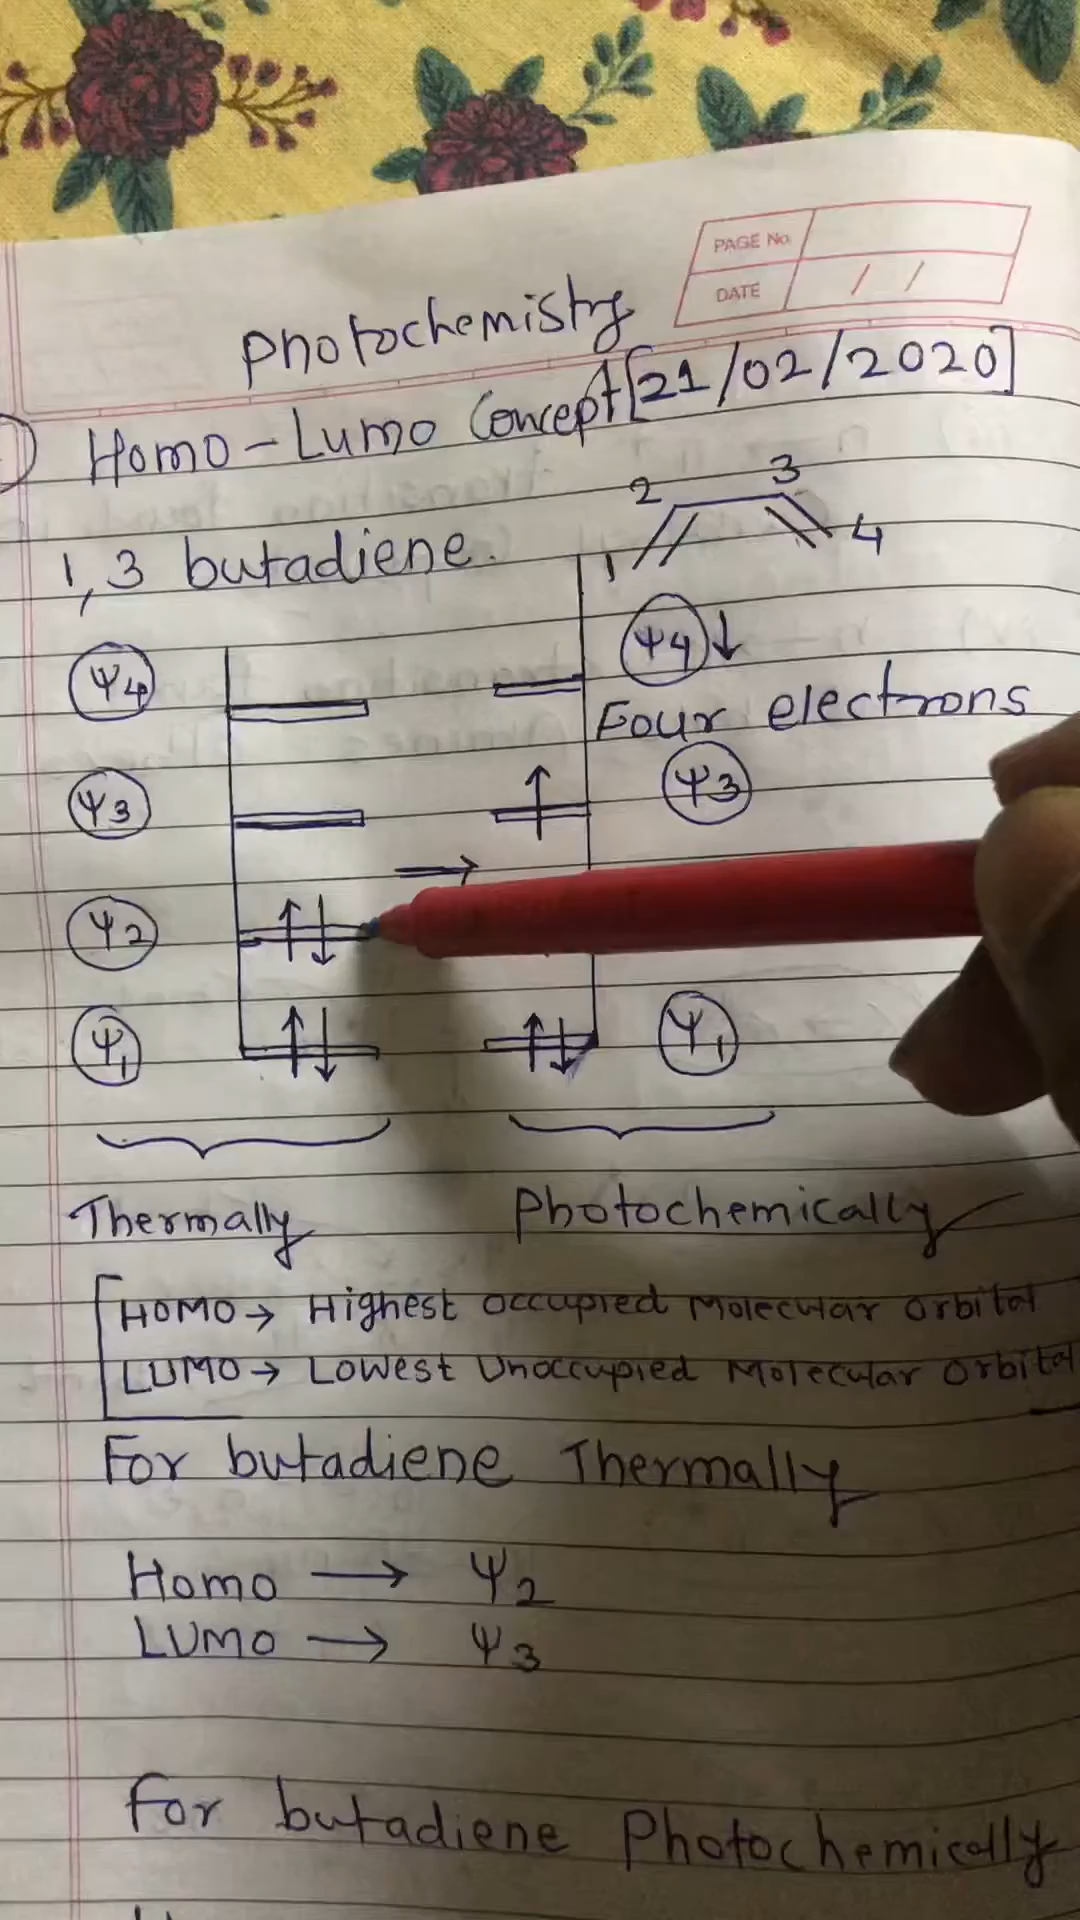 PAGE No.
DATE / /
Photochemistry
Homo-Lumo Concept [21/02/2020]
1,3 butadiene.
1 2 3 4
Ψ4 Ψ4 ↓
Four electrons
Ψ3 Ψ3
Ψ2
Ψ1 Ψ1
Thermally Photochemically
HOMO → Highest Occupied Molecular Orbital
LUMO → Lowest Unoccupied Molecular Orbital
For butadiene Thermally
Homo → Ψ2
LUMO → Ψ3
For butadiene Photochemically